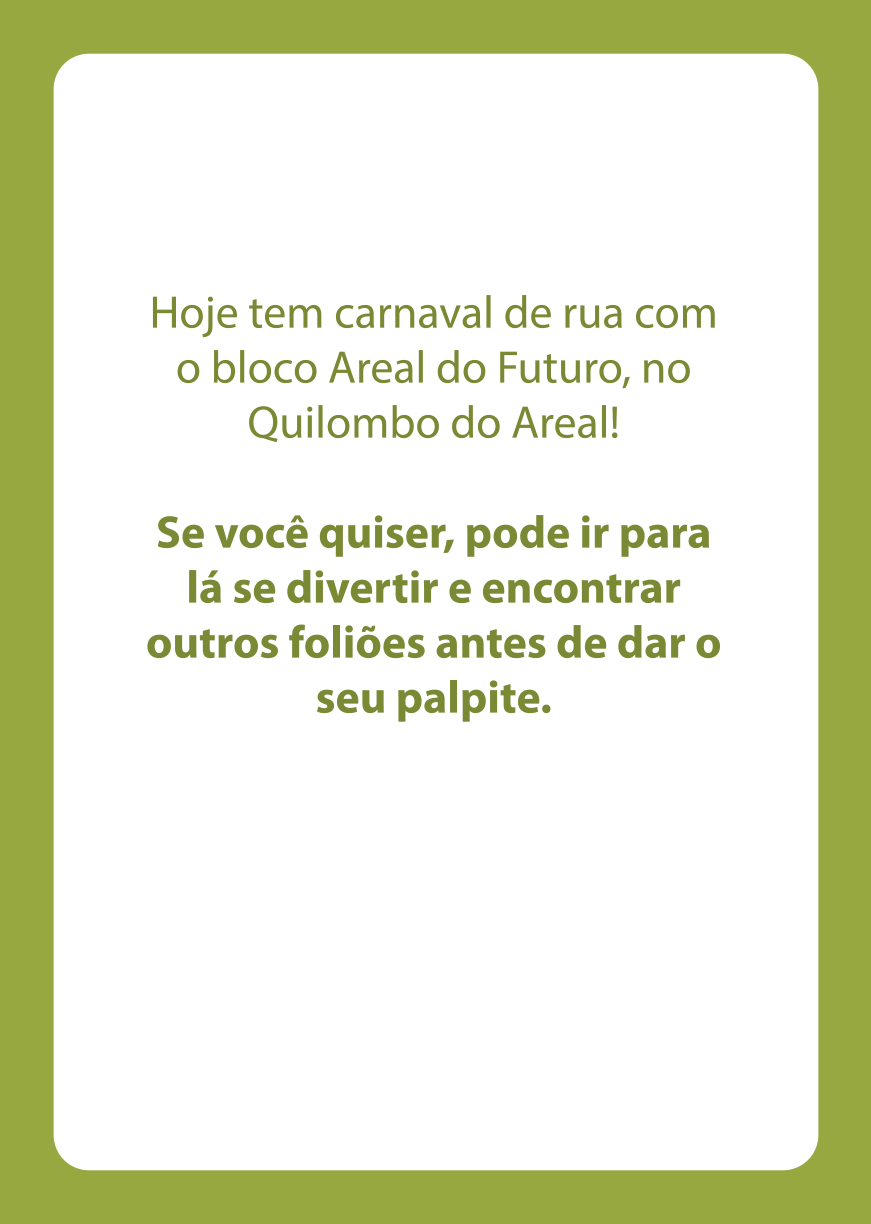 Hoje tem carnaval de rua com
o bloco Areal do Futuro, no
Quilombo do Areal!
Se você quiser, pode ir para
lá se divertir e encontrar
outros foliões antes de dar o
seu palpite.